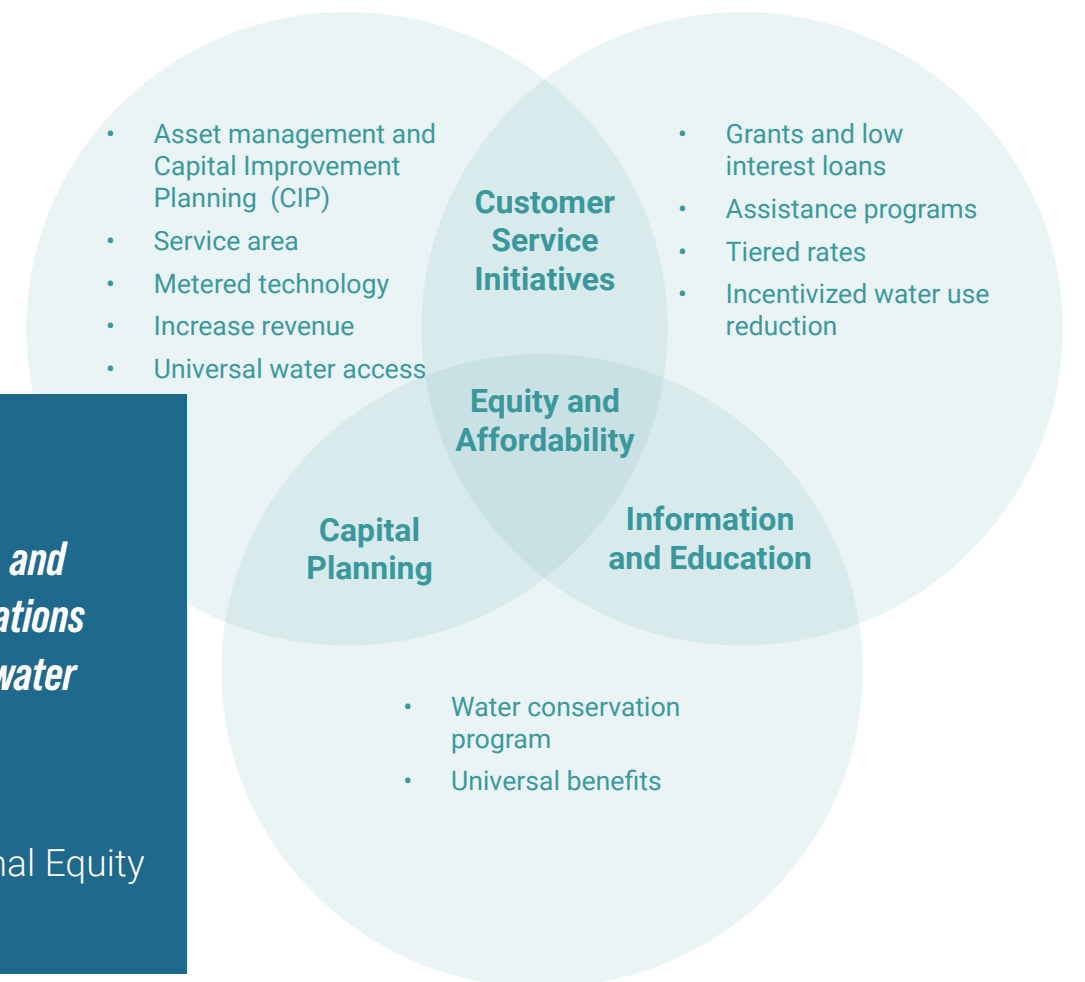 • Asset management and
Capital Improvement
Planning (CIP)
• Service area
• Metered technology
• Increase revenue
• Universal water access
Customer
Service
Initiatives
• Grants and low
interest loans
• Assistance programs
• Tiered rates
• Incentivized water use
reduction
Equity and
Affordability
Capital
Planning
Information
and Education
• Water conservation
program
• Universal benefits
and
ations
water
nal Equity